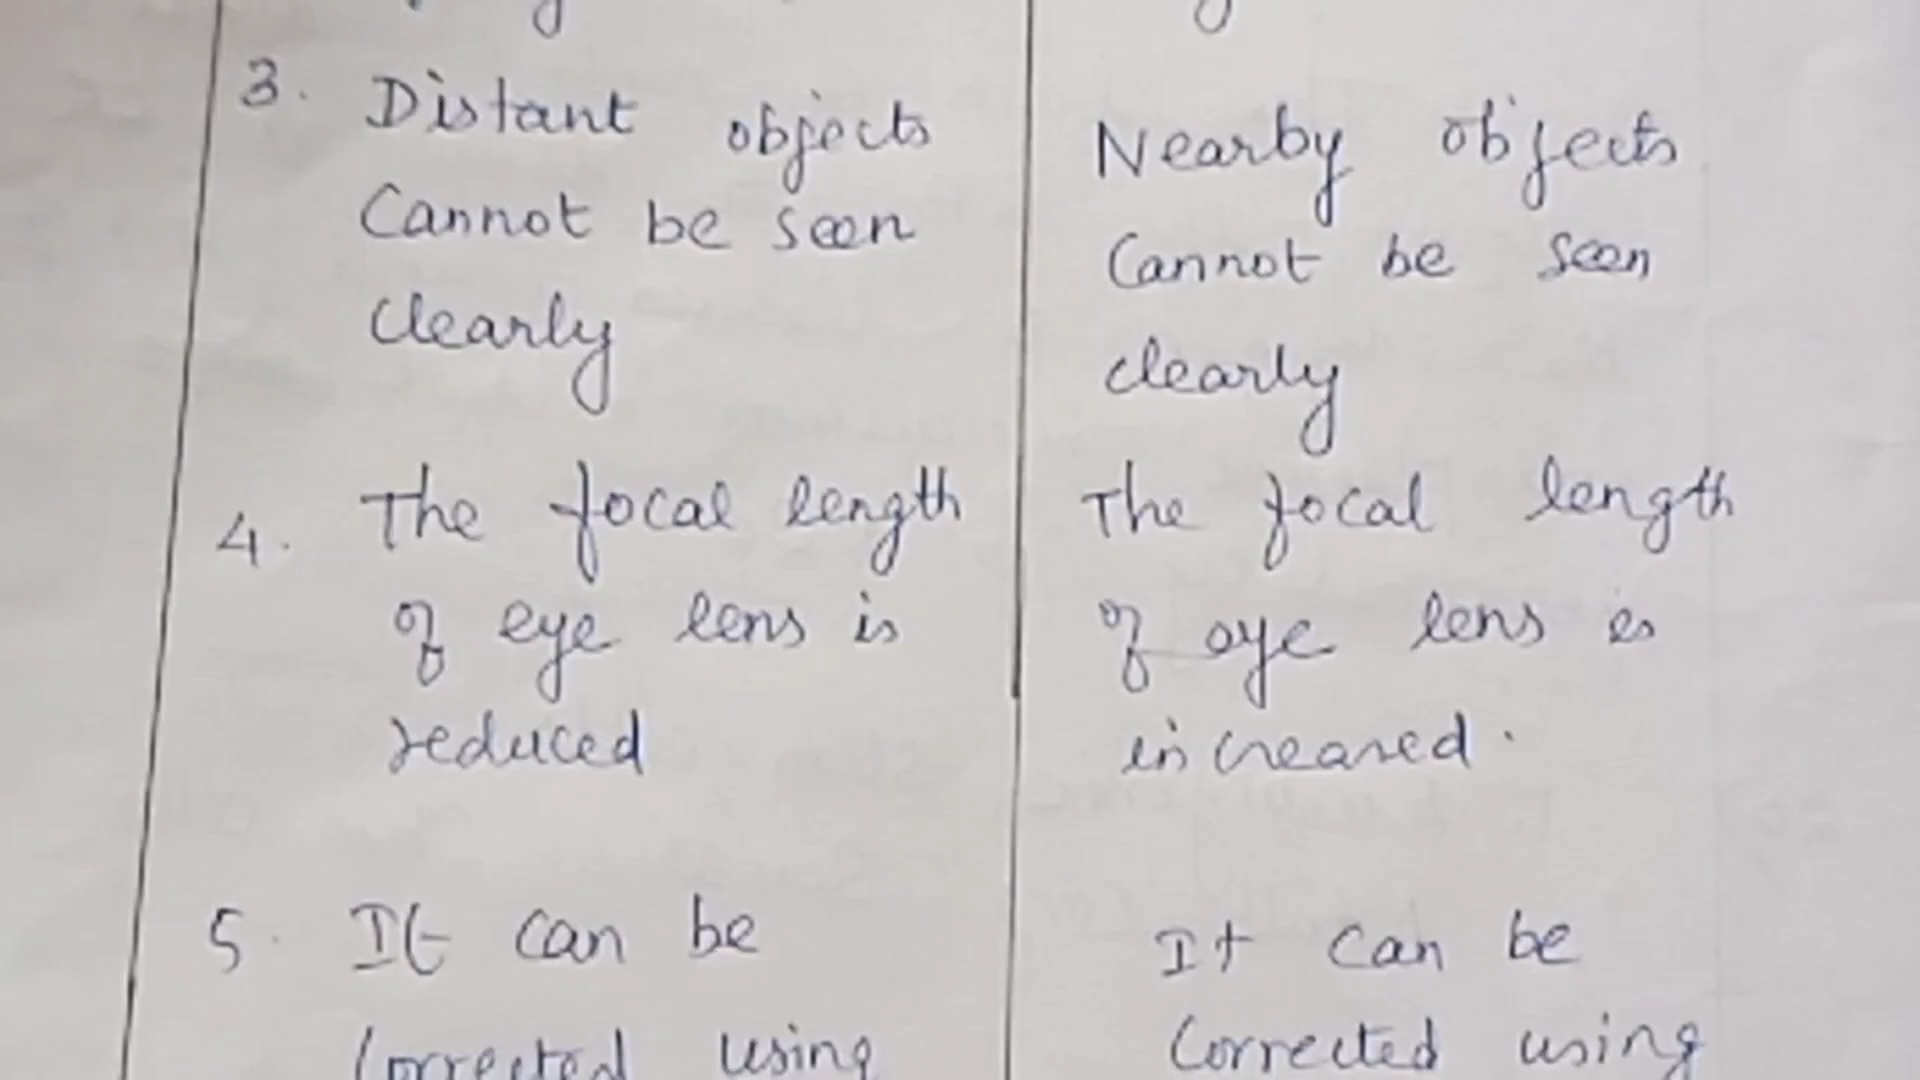 3. Distant objects
Cannot be seen
clearly
Nearby objects
Cannot be seen
clearly
4. The focal length
of eye lens is
reduced
The focal length
of eye lens is
increased.
5. It can be
Corrected using
It can be
Corrected using